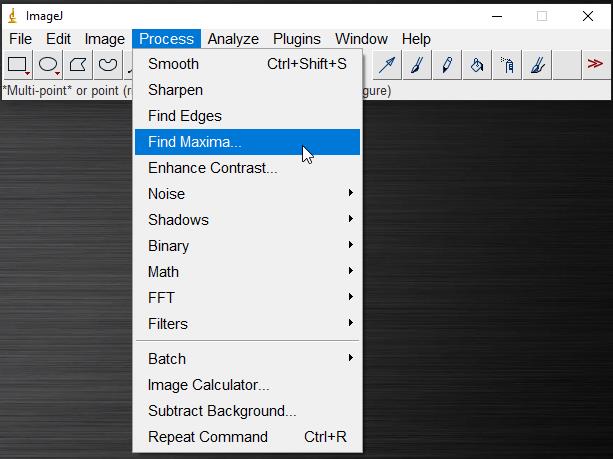 ImageJ
File Edit Image Process Analyze Plugins Window Help
*Multi-point* or point (r
gure)
Smooth Ctrl+Shift+S
Sharpen
Find Edges
Find Maxima...
Enhance Contrast...
Noise
Shadows
Binary
Math
FFT
Filters
Batch
Image Calculator...
Subtract Background...
Repeat Command Ctrl+R